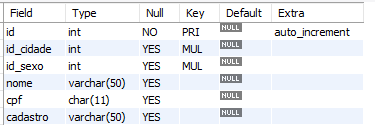 Field Type Null Key Default Extra
id int NO PRI NULL auto_increment
id_cidade int YES MUL NULL
id_sexo int YES MUL NULL
nome varchar(50) YES NULL
cpf char(11) YES NULL
cadastro varchar(50) YES NULL